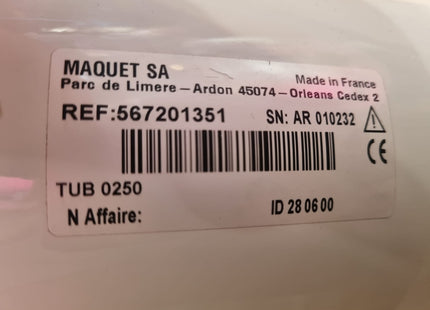 MAQUET SA
Made in France
Parc de Limere – Ardon 45074 – Orleans Cedex 2
REF:567201351 SN: AR 010232
CE
TUB 0250
N Affaire: ID 28 06 00